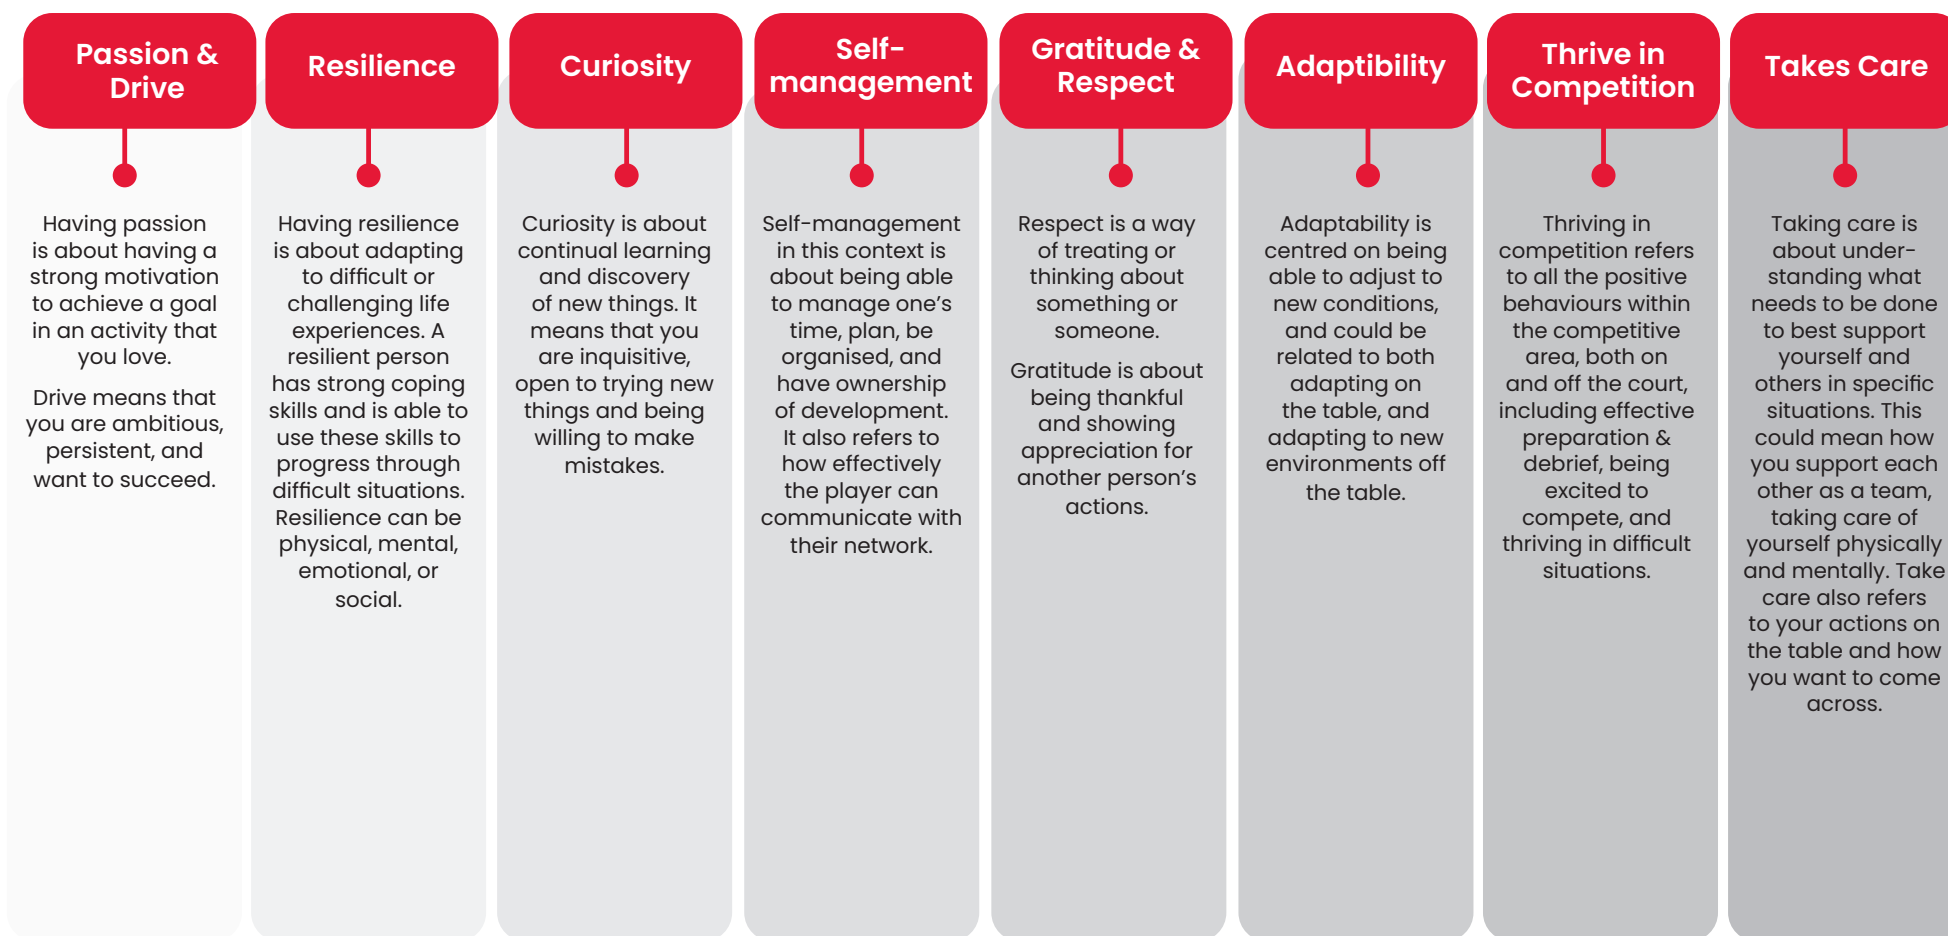 Passion &
Drive
Having passion
is about having a
strong motivation
to achieve a goal
in an activity that
you love.
Drive means that
you are ambitious,
persistent, and
want to succeed.
Resilience
Having resilience
is about adapting
to difficult or
challenging life
experiences. A
resilient person
has strong coping
skills and is able to
use these skills to
progress through
difficult situations.
Resilience can be
physical, mental,
emotional, or
social.
Curiosity
Curiosity is about
continual learning
and discovery
of new things. It
means that you
are inquisitive,
open to trying new
things and being
willing to make
mistakes.
Self-
management
Self-management
in this context is
about being able
to manage one’s
time, plan, be
organised, and
have ownership
of development.
It also refers to
how effectively
the player can
communicate with
their network.
Gratitude &
Respect
Respect is a way
of treating or
thinking about
something or
someone.
Gratitude is about
being thankful
and showing
appreciation for
another person’s
actions.
Adaptibility
Adaptability is
centred on being
able to adjust to
new conditions,
and could be
related to both
adapting on
the table, and
adapting to new
environments off
the table.
Thrive in
Competition
Thriving in
competition refers
to all the positive
behaviours within
the competitive
area, both on
and off the court,
including effective
preparation &
debrief, being
excited to
compete, and
thriving in difficult
situations.
Takes Care
Taking care is
about under-
standing what
needs to be done
to best support
yourself and
others in specific
situations. This
could mean how
you support each
other as a team,
taking care of
yourself physically
and mentally. Take
care also refers
to your actions on
the table and how
you want to come
across.